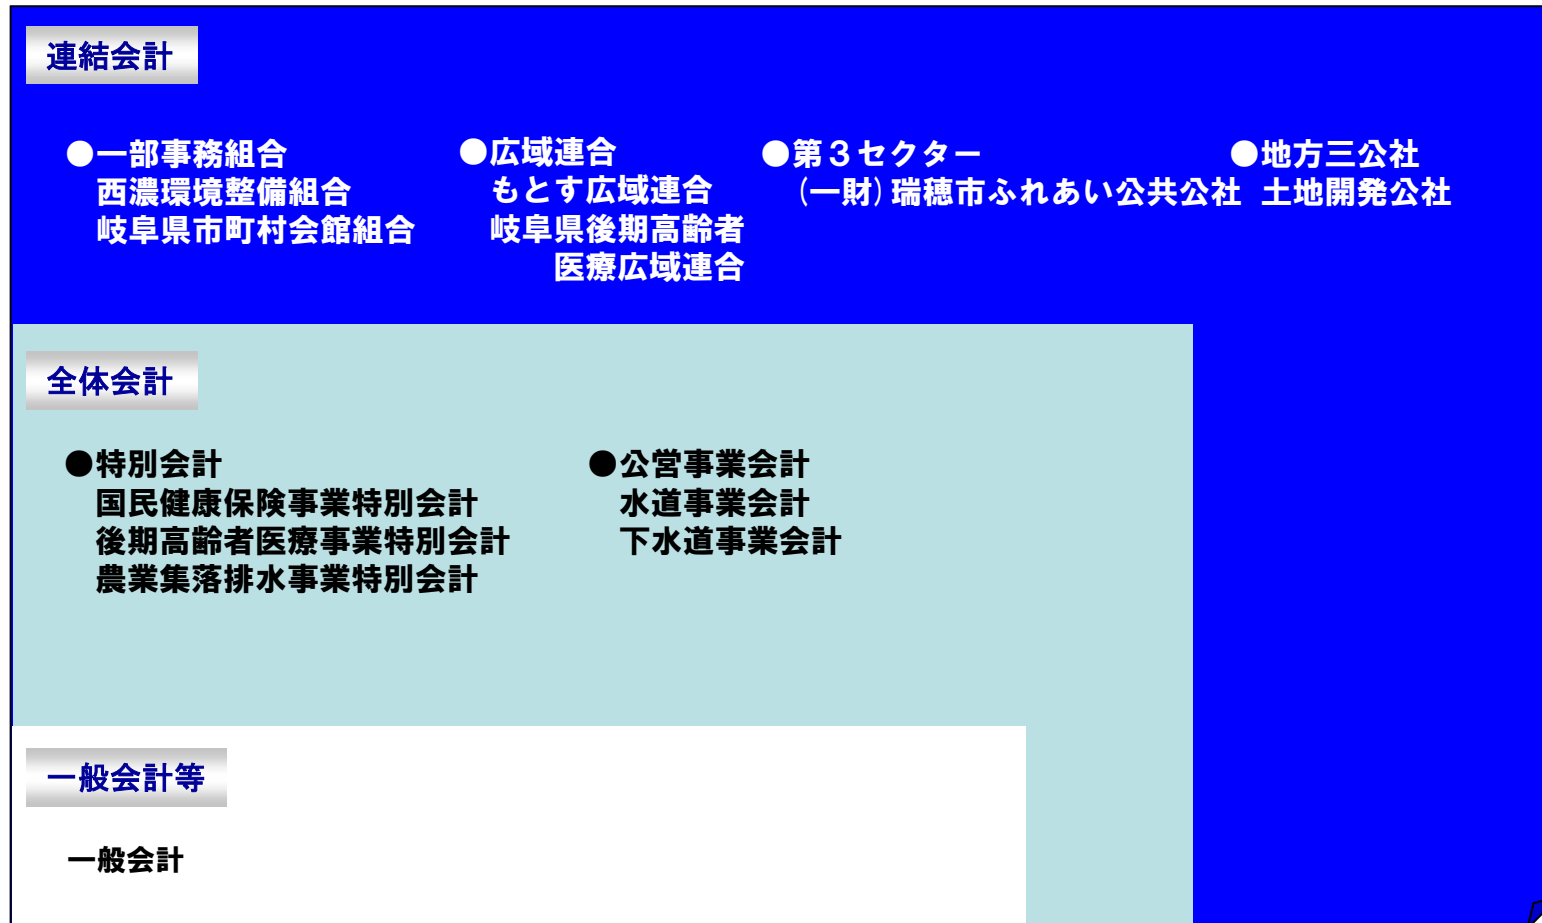 連結会計
●一部事務組合
西濃環境整備組合
岐阜県市町村会館組合
●広域連合
もとす広域連合
岐阜県後期高齢者
医療広域連合
●第３セクター
(一財)瑞穂市ふれあい公共公社
●地方三公社
土地開発公社
全体会計
●特別会計
国民健康保険事業特別会計
後期高齢者医療事業特別会計
農業集落排水事業特別会計
●公営事業会計
水道事業会計
下水道事業会計
一般会計等
一般会計